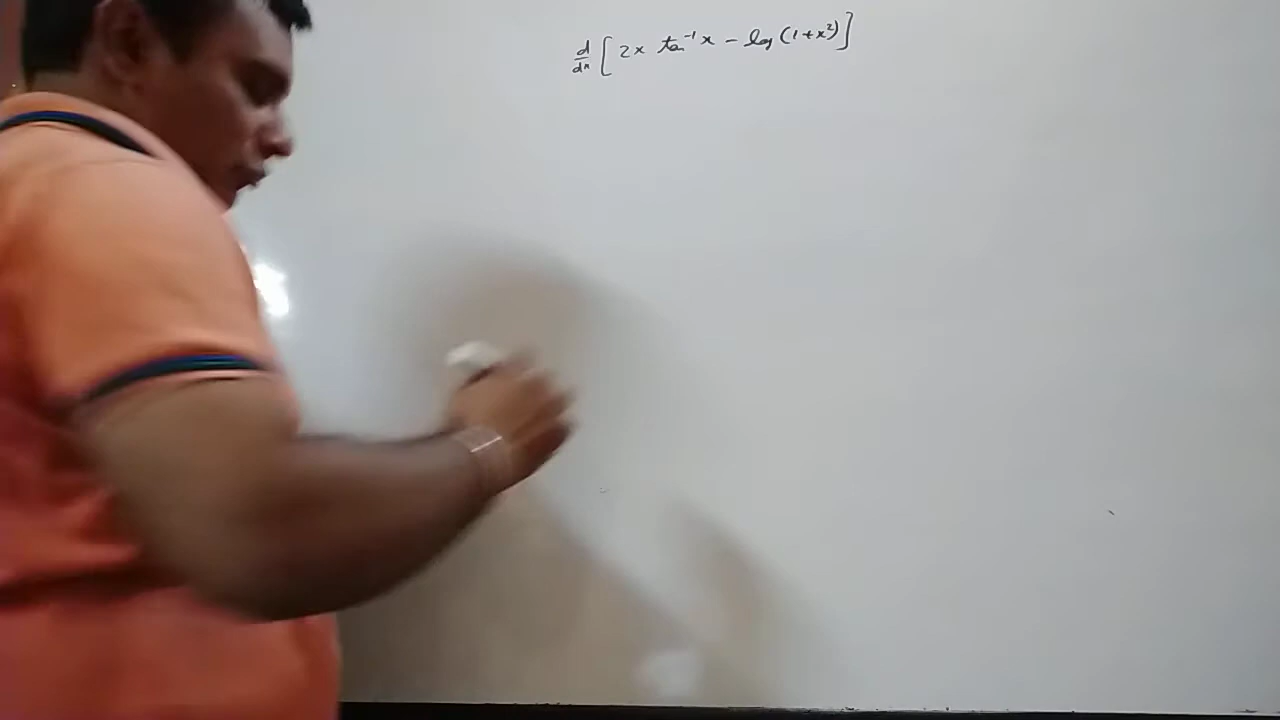 d/dx [2x tan⁻¹x − log(1+x²)]